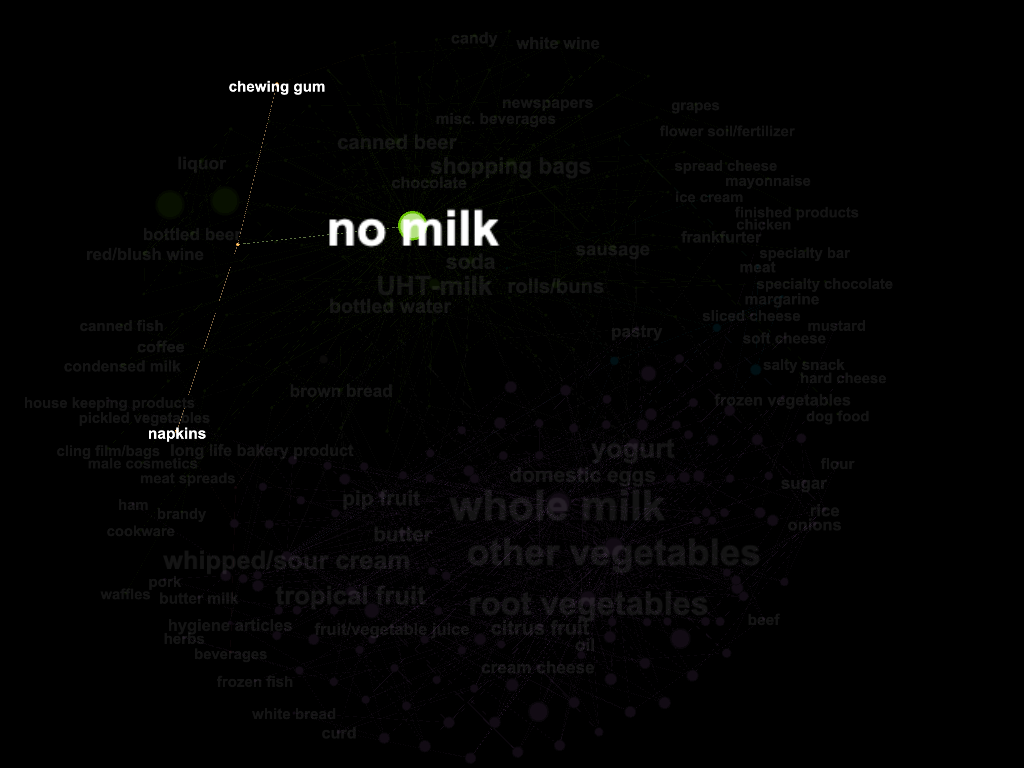 candy
white wine
chewing gum
newspapers
grapes
misc. beverages
flower soil/fertilizer
canned beer
liquor
shopping bags
spread cheese
chocolate
mayonnaise
ice cream
finished products
chicken
no milk
bottled beer
frankfurter
red/blush wine
sausage
specialty bar
soda
meat
UHT-milk
rolls/buns
specialty chocolate
margarine
bottled water
sliced cheese
canned fish
mustard
pastry
soft cheese
coffee
condensed milk
salty snack
hard cheese
brown bread
frozen vegetables
house keeping products
pickled vegetables
dog food
napkins
cling film/bags
long life bakery product
yogurt
male cosmetics
flour
meat spreads
domestic eggs
sugar
pip fruit
whole milk
ham
brandy
rice
onions
cookware
butter
other vegetables
whipped/sour cream
pork
waffles
butter milk
tropical fruit
root vegetables
beef
hygiene articles
fruit/vegetable juice
citrus fruit
herbs
oil
beverages
cream cheese
frozen fish
white bread
curd